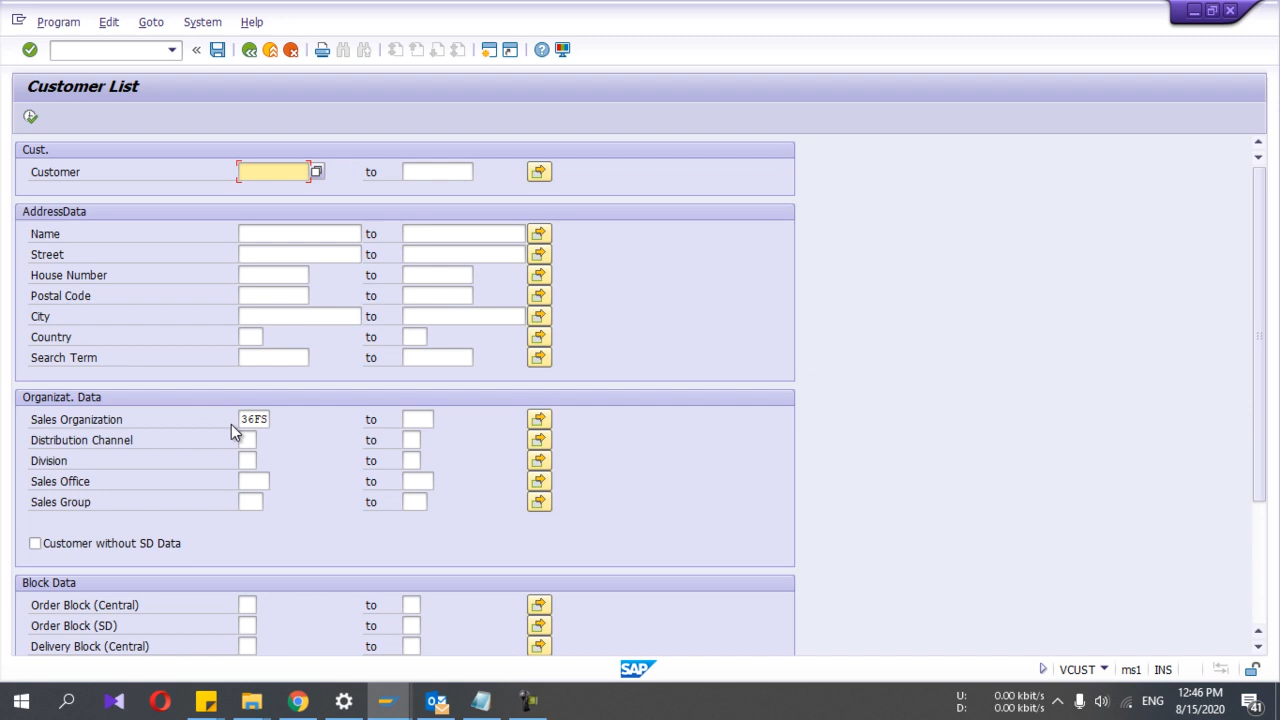 Program Edit Goto System Help
Customer List
Cust.
Customer to
AddressData
Name to
Street to
House Number to
Postal Code to
City to
Country to
Search Term to
Organizat. Data
Sales Organization 36FS to
Distribution Channel to
Division to
Sales Office to
Sales Group to
Customer without SD Data
Block Data
Order Block (Central) to
Order Block (SD) to
Delivery Block (Central) to
SAP VCUST ms1 INS
U: 0.00 kbit/s
D: 0.00 kbit/s
ENG
12:46 PM
8/15/2020
41